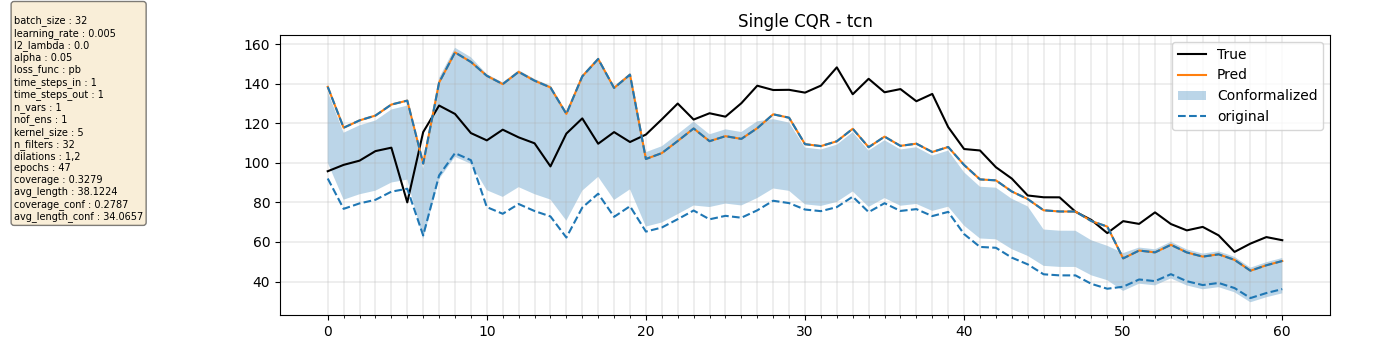 Single CQR - tcn
batch_size : 32
learning_rate : 0.005
l2_lambda : 0.0
alpha : 0.05
loss_func : pb
time_steps_in : 1
time_steps_out : 1
n_vars : 1
nof_ens : 1
kernel_size : 5
n_filters : 32
dilations : 1,2
epochs : 47
coverage : 0.3279
avg_length : 38.1224
coverage_conf : 0.2787
avg_length_conf : 34.0657
160
140
120
100
80
60
40
0 10 20 30 40 50 60
True
Pred
Conformalized
original